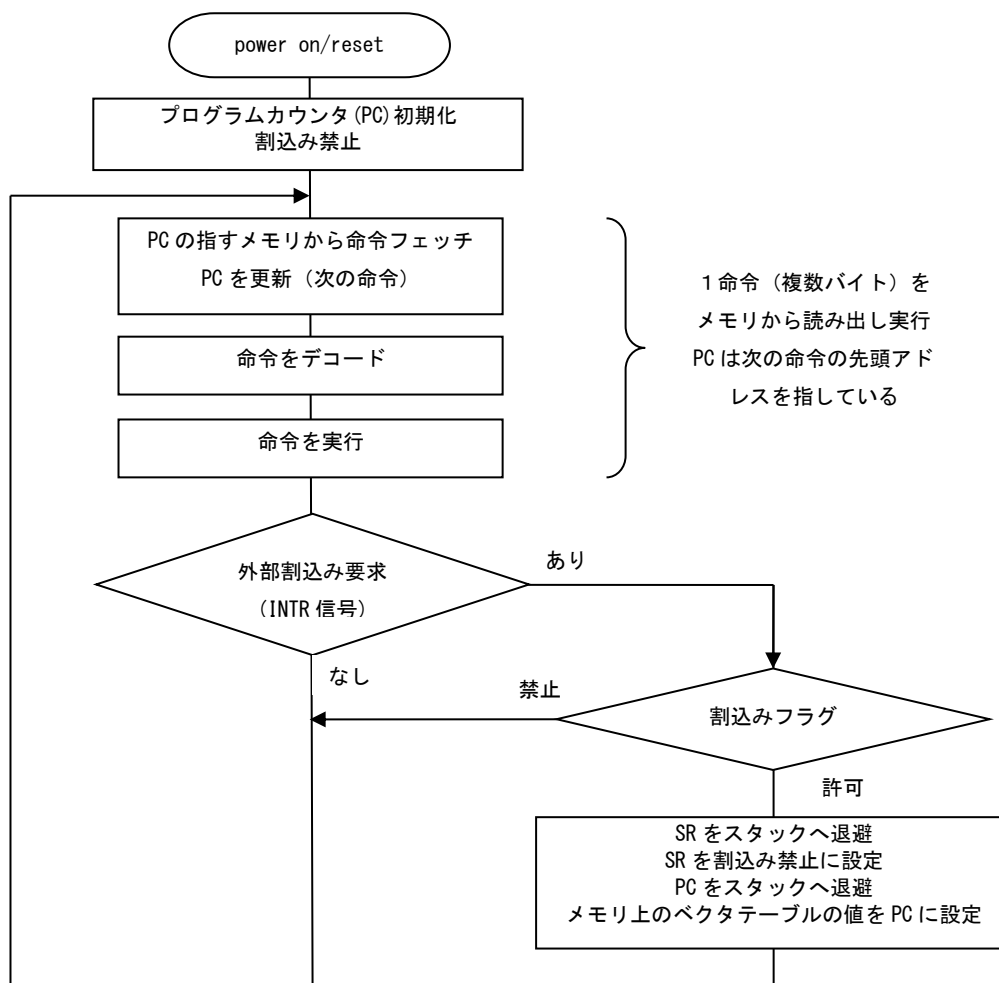 power on/reset
プログラムカウンタ(PC)初期化
割込み禁止
PC の指すメモリから命令フェッチ
PC を更新（次の命令）
命令をデコード
命令を実行
１命令（複数バイト）を
メモリから読み出し実行
PC は次の命令の先頭アド
レスを指している
外部割込み要求
(INTR 信号)
あり
なし
禁止
割込みフラグ
許可
SR をスタックへ退避
SR を割込み禁止に設定
PC をスタックへ退避
メモリ上のベクタテーブルの値を PC に設定